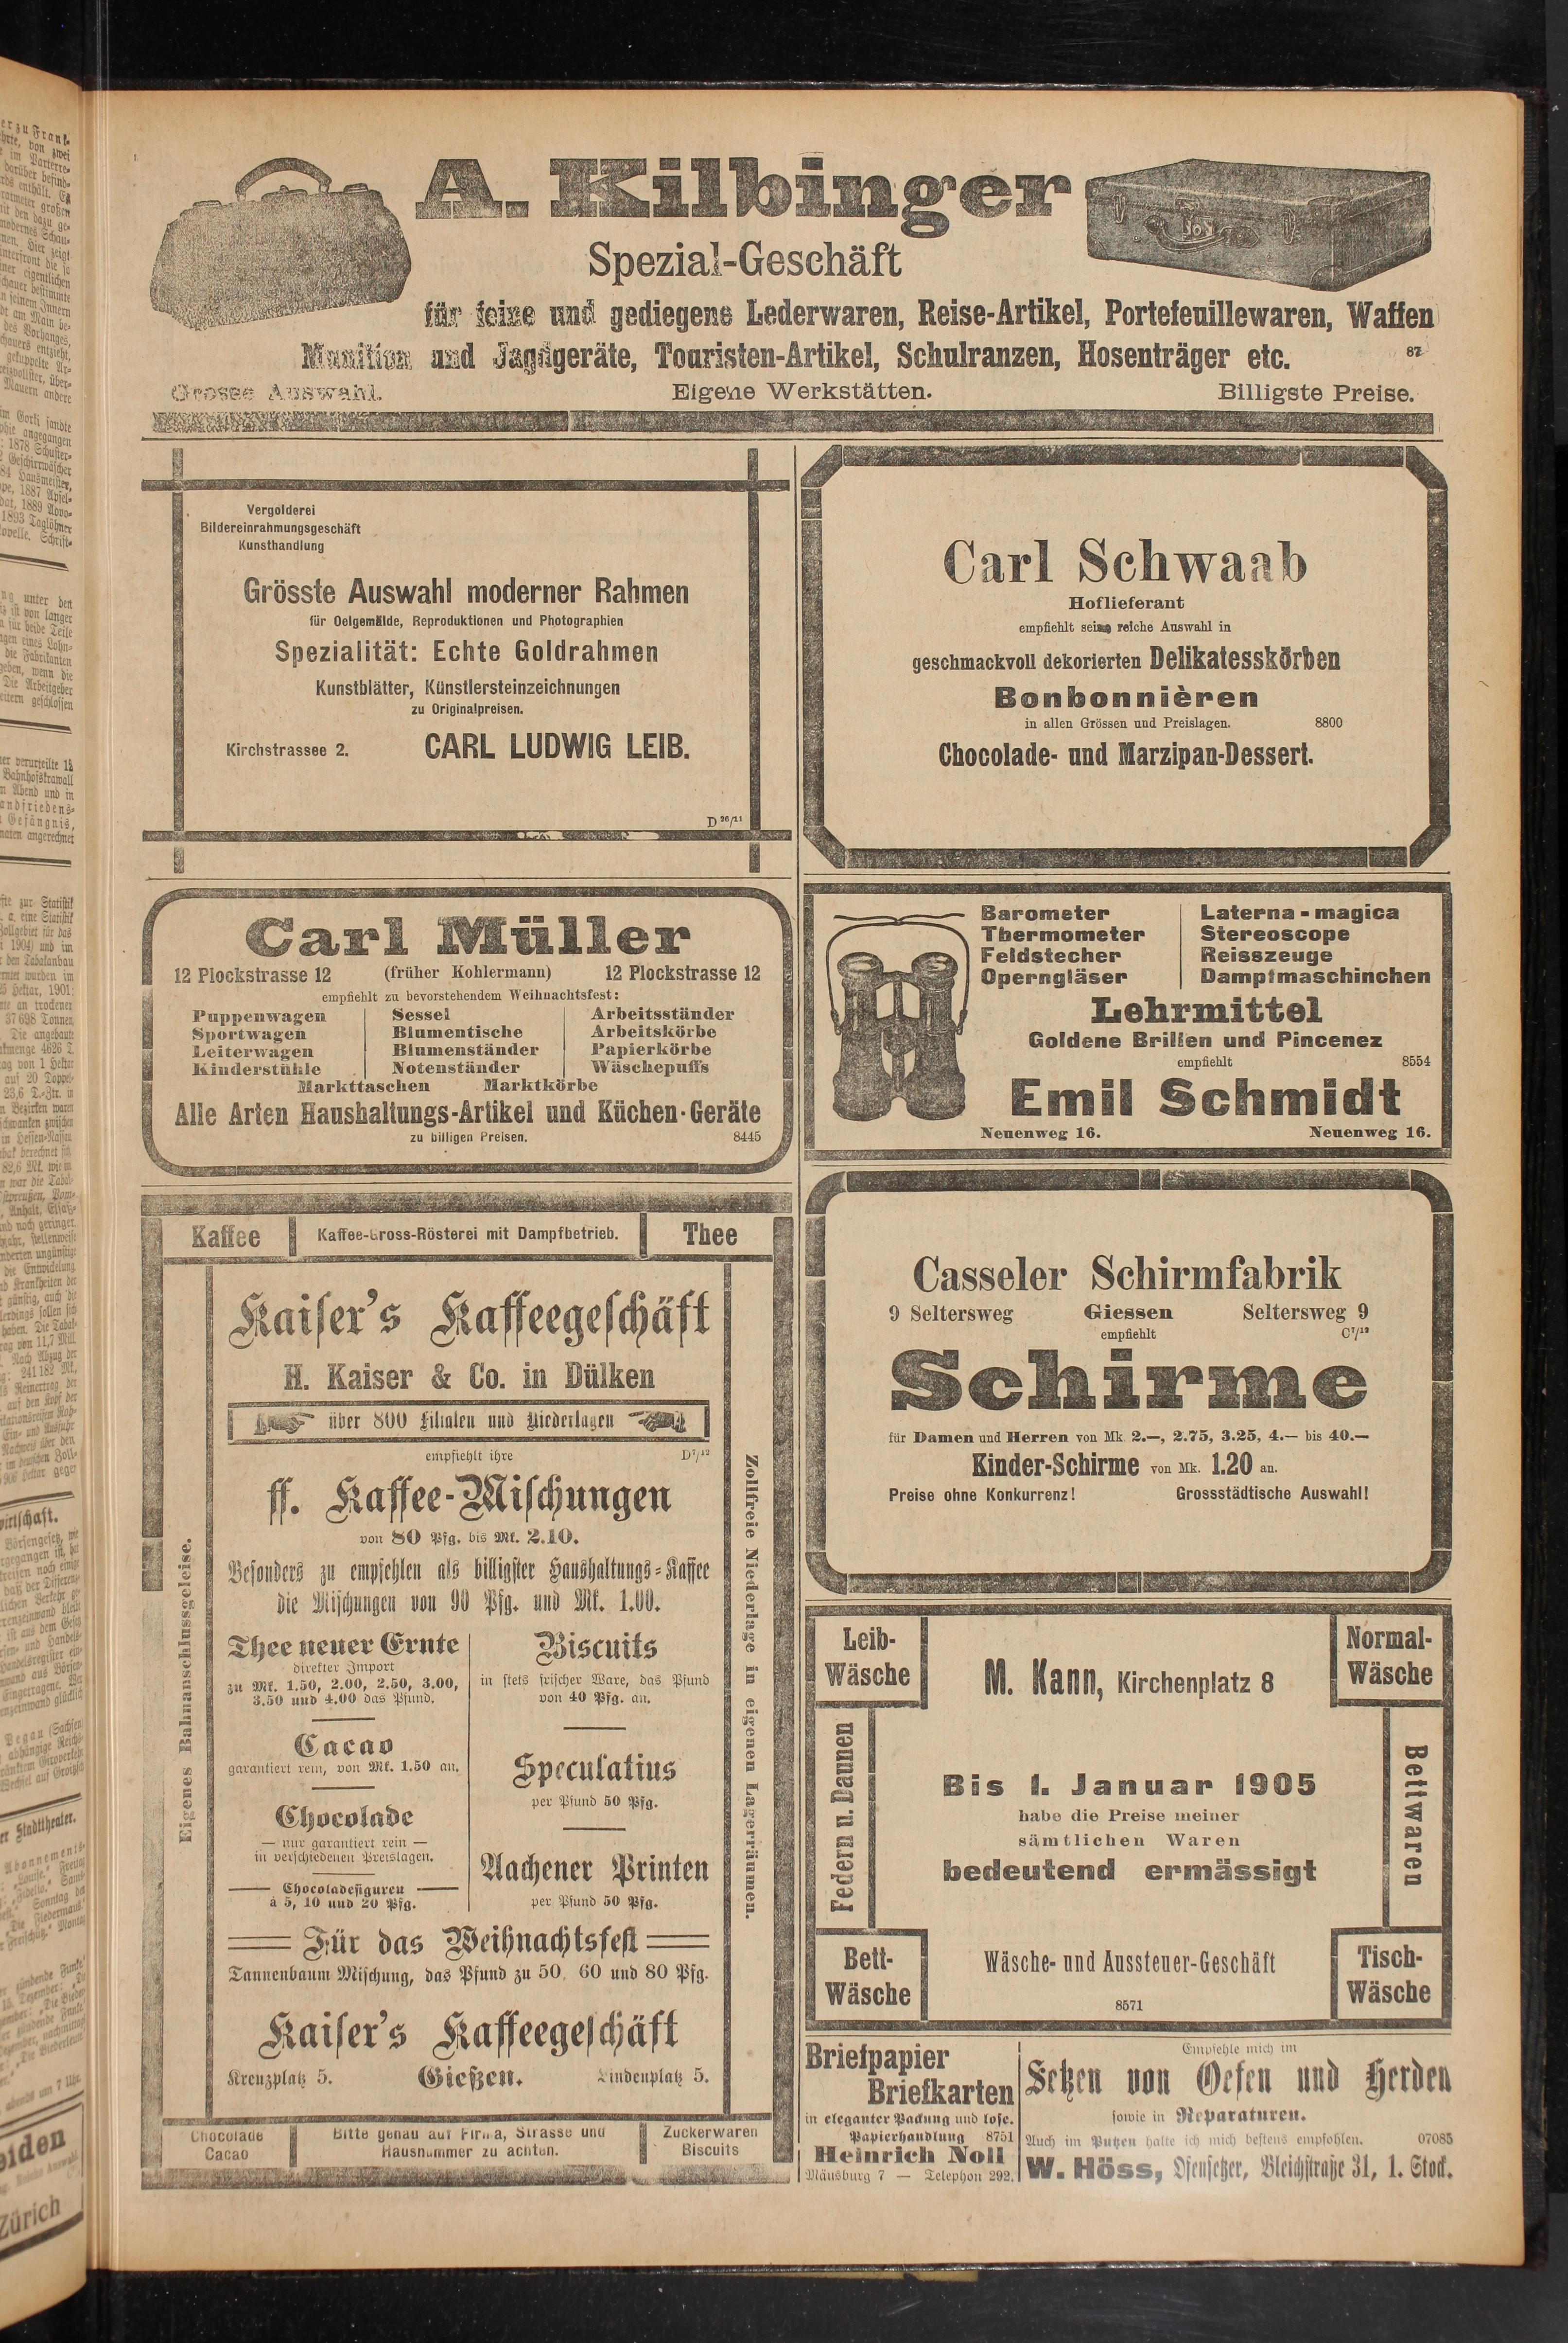 A. Kilbinger
Spezial-Geschäft
für feine und gediegene Lederwaren, Reise-Artikel, Portefeuillewaren, Waffen
Munition und Jagdgeräte, Touristen-Artikel, Schulranzen, Hosenträger etc.
87
Grosse Auswahl. Eigene Werkstätten. Billigste Preise.
Vergolderei
Bildereinrahmungsgeschäft
Kunsthandlung
Grösste Auswahl moderner Rahmen
für Oelgemälde, Reproduktionen und Photographien
Spezialität: Echte Goldrahmen
Kunstblätter, Künstlersteinzeichnungen
zu Originalpreisen.
Kirchstrassee 2. CARL LUDWIG LEIB.
D 26/11
Carl Schwaab
Hoflieferant
empfiehlt seine reiche Auswahl in
geschmackvoll dekorierten Delikatesskörben
Bonbonnièren
in allen Grössen und Preislagen. 8800
Chocolade- und Marzipan-Dessert.
Carl Müller
12 Plockstrasse 12 (früher Kohlermann) 12 Plockstrasse 12
empfiehlt zu bevorstehendem Weihnachtsfest:
Puppenwagen Sessel Arbeitsständer
Sportwagen Blumentische Arbeitskörbe
Leiterwagen Blumenständer Papierkörbe
Kinderstühle Notenständer Wäschepuffs
Markttaschen Marktkörbe
Alle Arten Haushaltungs-Artikel und Küchen-Geräte
zu billigen Preisen. 8445
Barometer Laterna-magica
Thermometer Stereoscope
Feldstecher Reisszeuge
Operngläser Dampfmaschinchen
Lehrmittel
Goldene Brillen und Pincenez
empfiehlt 8554
Emil Schmidt
Neuenweg 16. Neuenweg 16.
Kaffee Kaffee-Gross-Rösterei mit Dampfbetrieb. Thee
Kaiser's Kaffeegeschäft
H. Kaiser & Co. in Dülken
über 800 Filialen und Niederlagen
empfiehlt ihre D7/12
ff. Kaffee-Mischungen
von 80 Pfg. bis Mk. 2.10.
Besonders zu empfehlen als billigster Haushaltungs-Kaffee
die Mischungen von 90 Pfg. und Mk. 1.00.
Thee neuer Ernte
direkter Import
zu Mk. 1.50, 2.00, 2.50, 3.00,
3.50 und 4.00 das Pfund.
Cacao
garantiert rein, von Mk. 1.50 an.
Chocolade
— nur garantiert rein —
in verschiedenen Preislagen.
Chocoladefiguren
à 5, 10 und 20 Pfg.
Biscuits
in stets frischer Ware, das Pfund
von 40 Pfg. an.
Speculatius
per Pfund 50 Pfg.
Aachener Printen
per Pfund 50 Pfg.
Für das Weihnachtsfest
Tannenbaum Mischung, das Pfund zu 50, 60 und 80 Pfg.
Kaiser's Kaffeegeschäft
Kreuzplatz 5. Gießen. Lindenplatz 5.
Eigenes Bahnanschlussgeleise.
Zollfreie Niederlage in eigenen Lagerräumen.
Chocolade
Cacao
Bitte genau auf Firma, Strasse und
Hausnummer zu achten.
Zuckerwaren
Biscuits
Casseler Schirmfabrik
9 Seltersweg Giessen Seltersweg 9
empfiehlt C7/12
Schirme
für Damen und Herren von Mk. 2.—, 2.75, 3.25, 4.— bis 40.—
Kinder-Schirme von Mk. 1.20 an.
Preise ohne Konkurrenz! Grossstädtische Auswahl!
Leib-
Wäsche
Normal-
Wäsche
M. Kann, Kirchenplatz 8
Federn u. Daunen
Bettwaren
Bis 1. Januar 1905
habe die Preise meiner
sämtlichen Waren
bedeutend ermässigt
Bett-
Wäsche
Wäsche- und Aussteuer-Geschäft
8571
Tisch-
Wäsche
Briefpapier
Briefkarten
in eleganter Packung und lose.
Papierhandlung 8751
Heinrich Noll
Mäusburg 7 — Telephon 292.
Empfehle mich im
Setzen von Oefen und Herden
sowie in Reparaturen.
Auch im Putzen halte ich mich bestens empfohlen. 07085
W. Höss, Ofensetzer, Bleichstraße 31, 1. Stock.